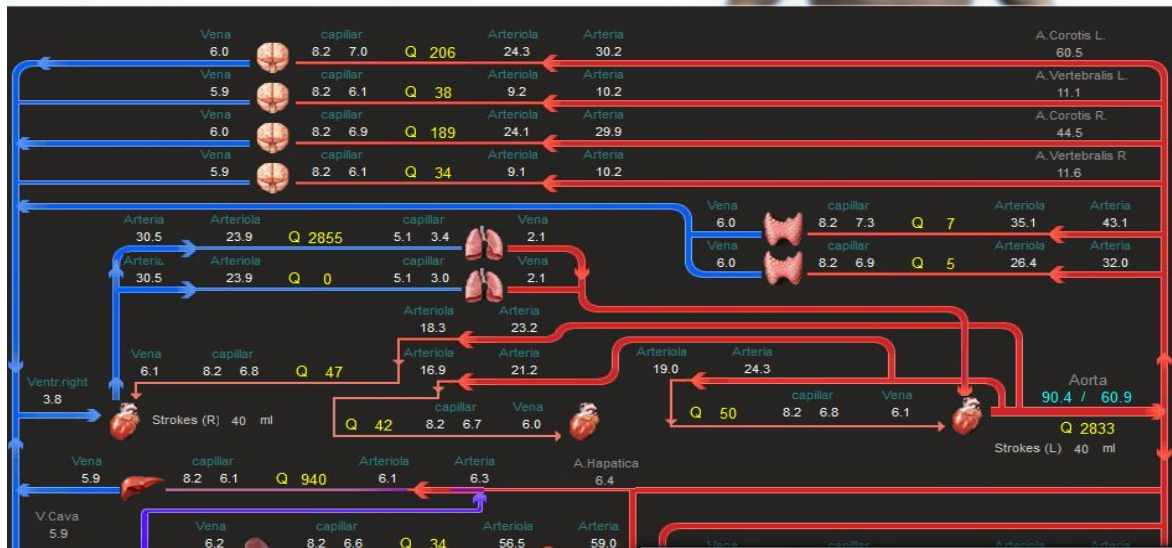 Vena capillar Arteriola Arteria A.Corotis L.
6.0 8.2 7.0 Q 206 24.3 30.2 60.5
Vena capillar Arteriola Arteria A.Vertebralis L.
5.9 8.2 6.1 Q 38 9.2 10.2 11.1
Vena capillar Arteriola Arteria A.Corotis R.
6.0 8.2 6.9 Q 189 24.1 29.9 44.5
Vena capillar Arteriola Arteria A.Vertebralis R
5.9 8.2 6.1 Q 34 9.1 10.2 11.6
Arteria Arteriola capillar Vena
30.5 23.9 Q 2855 5.1 3.4 2.1
Arteria Arteriola capillar Vena
30.5 23.9 Q 0 5.1 3.0 2.1
Vena capillar Arteriola Arteria
6.0 8.2 7.3 Q 7 35.1 43.1
Vena capillar Arteriola Arteria
6.0 8.2 6.9 Q 5 26.4 32.0
Arteriola Arteria
18.3 23.2
Vena capillar
6.1 8.2 6.8 Q 47
Arteriola Arteria
16.9 21.2
Arteriola Arteria
19.0 24.3
Ventr.right
3.8
Strokes (R) 40 ml
capillar Vena
Q 42 8.2 6.7 6.0
capillar Vena
Q 50 8.2 6.8 6.1
Aorta
90.4 / 60.9
Q 2833
Strokes (L) 40 ml
Vena capillar Arteriola Arteria A.Hapatica
5.9 8.2 6.1 Q 940 6.1 6.3 6.4
V.Cava
5.9
Vena capillar Arteriola Arteria
6.2 8.2 6.6 Q 34 56.5 59.0
Vena capillar Arteriola Arteria